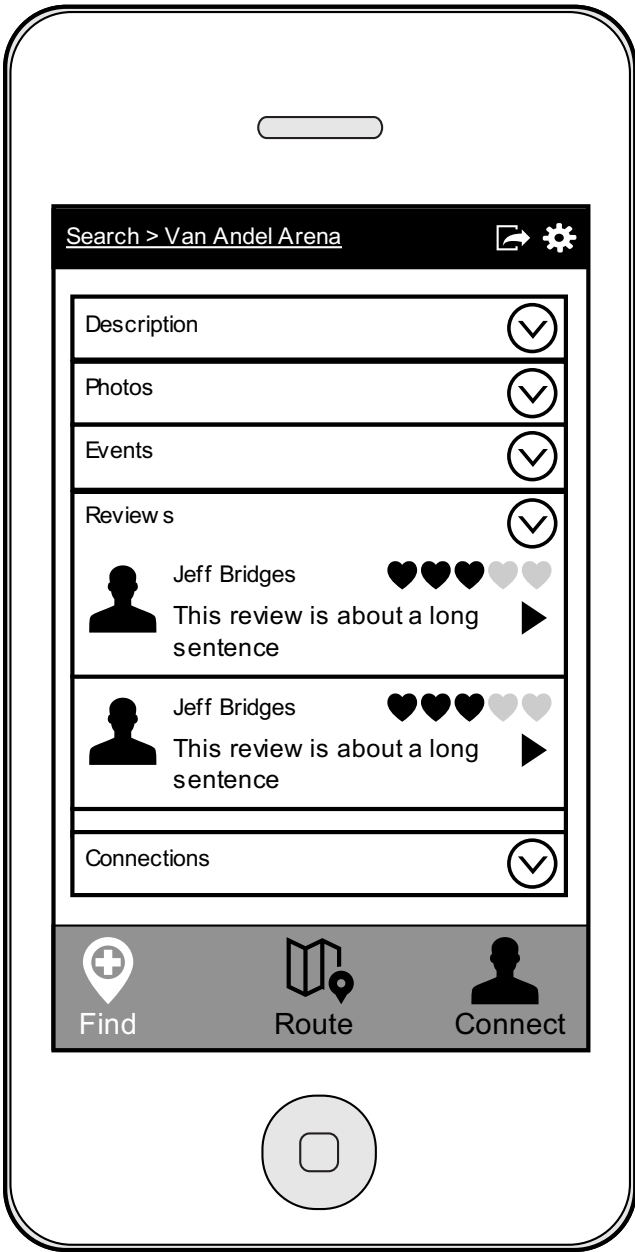 Search > Van Andel Arena
Description
Photos
Events
Reviews
Jeff Bridges
This review is about a long
sentence
Jeff Bridges
This review is about a long
sentence
Connections
Find Route Connect